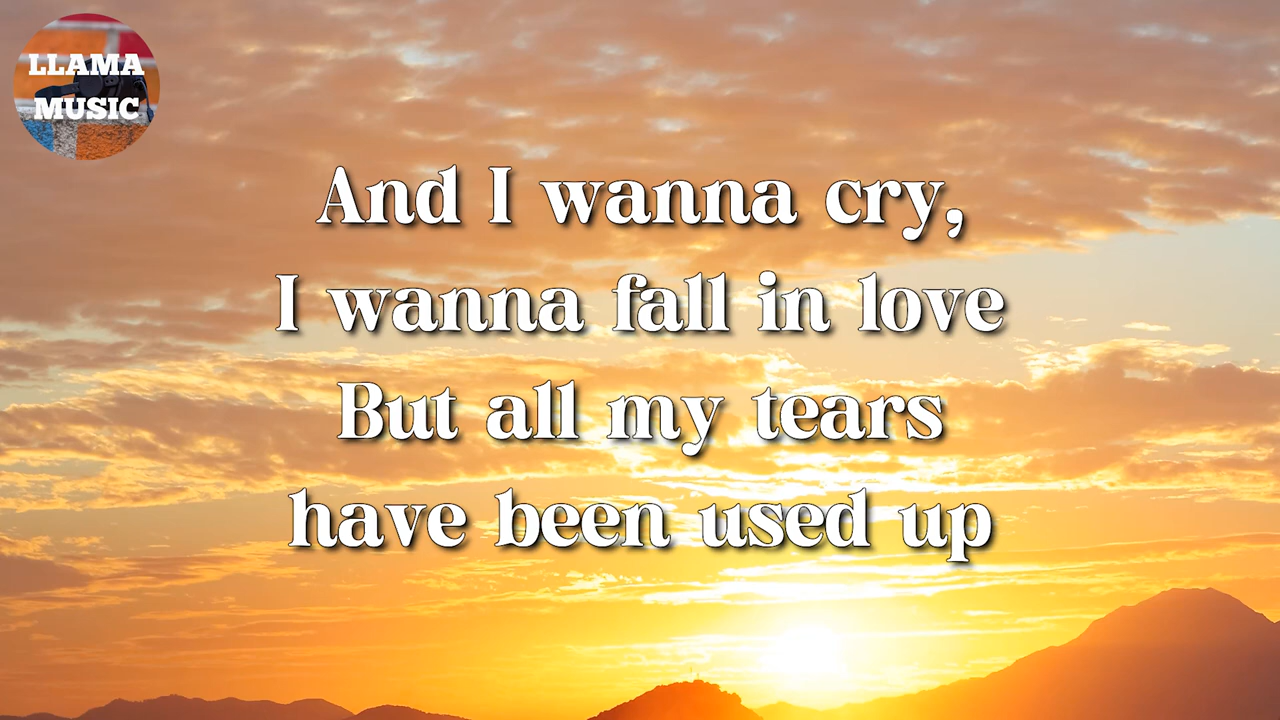 LLAMA
MUSIC
And I wanna cry,
I wanna fall in love
But all my tears
have been used up